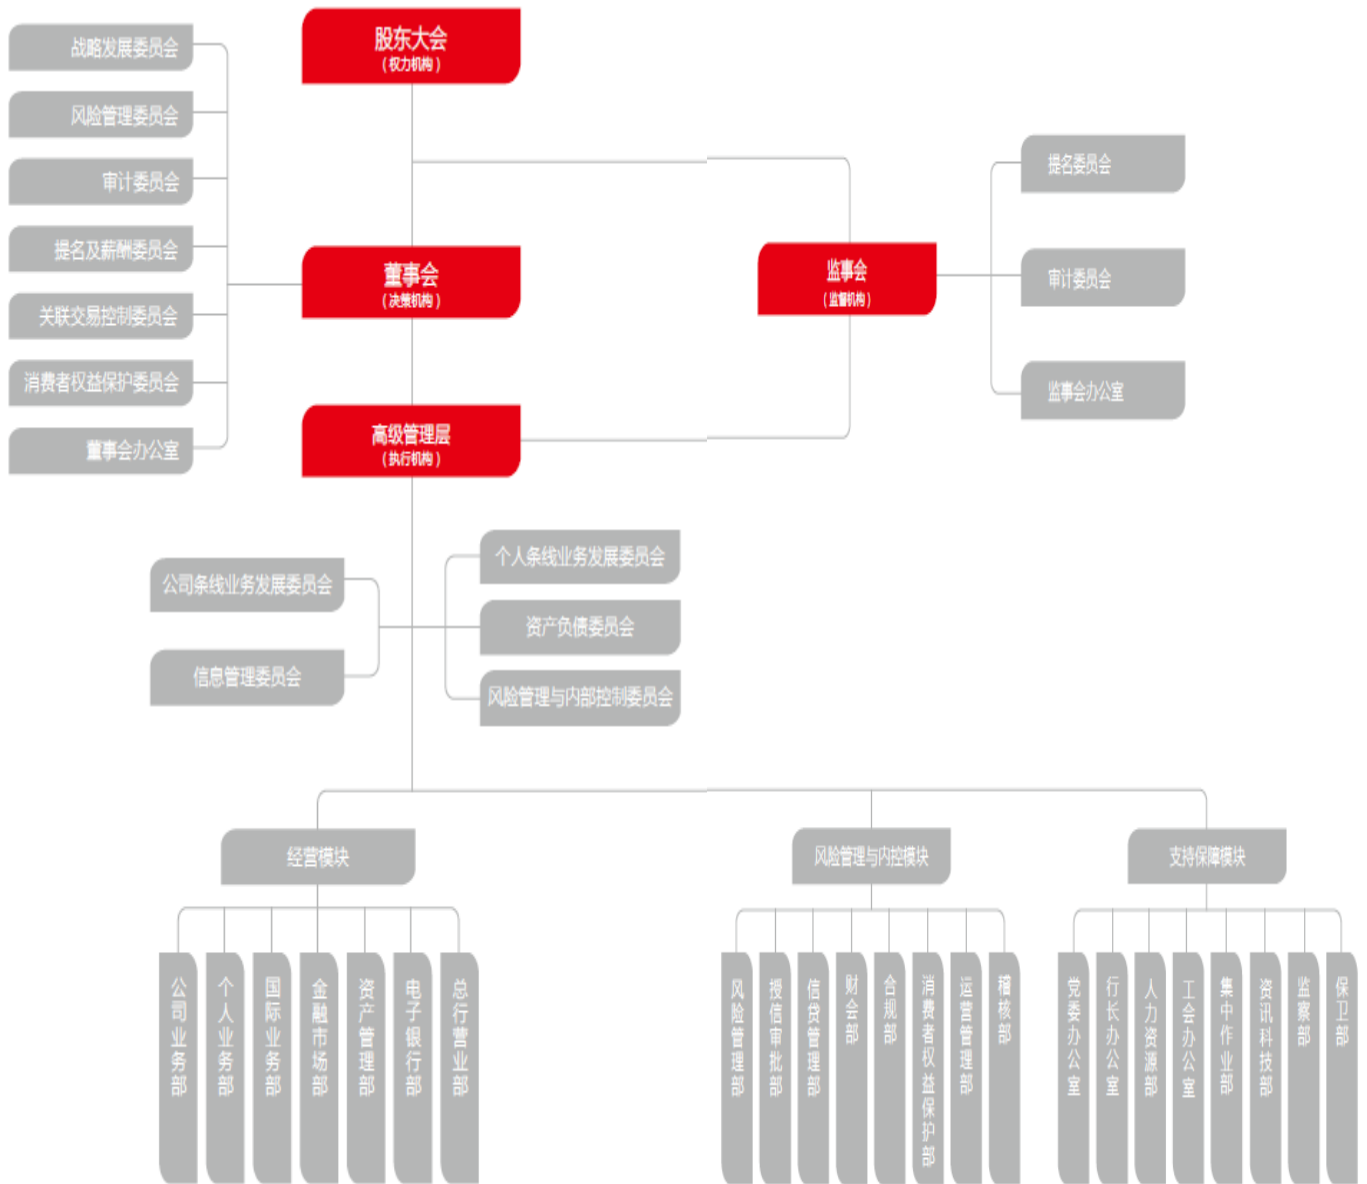 股东大会
（权力机构）
战略发展委员会
风险管理委员会
审计委员会
提名及薪酬委员会
关联交易控制委员会
消费者权益保护委员会
董事会办公室
董事会
（决策机构）
监事会
（监督机构）
提名委员会
审计委员会
监事会办公室
高级管理层
（执行机构）
公司条线业务发展委员会
信息管理委员会
个人条线业务发展委员会
资产负债委员会
风险管理与内部控制委员会
经营模块
风险管理与内控模块
支持保障模块
公司业务部
个人业务部
国际业务部
金融市场部
资产管理部
电子银行部
总行营业部
风险管理部
授信审批部
信贷管理部
财会部
合规部
消费者权益保护部
运营管理部
稽核部
党委办公室
行长办公室
人力资源部
工会办公室
集中作业部
资讯科技部
监察部
保卫部